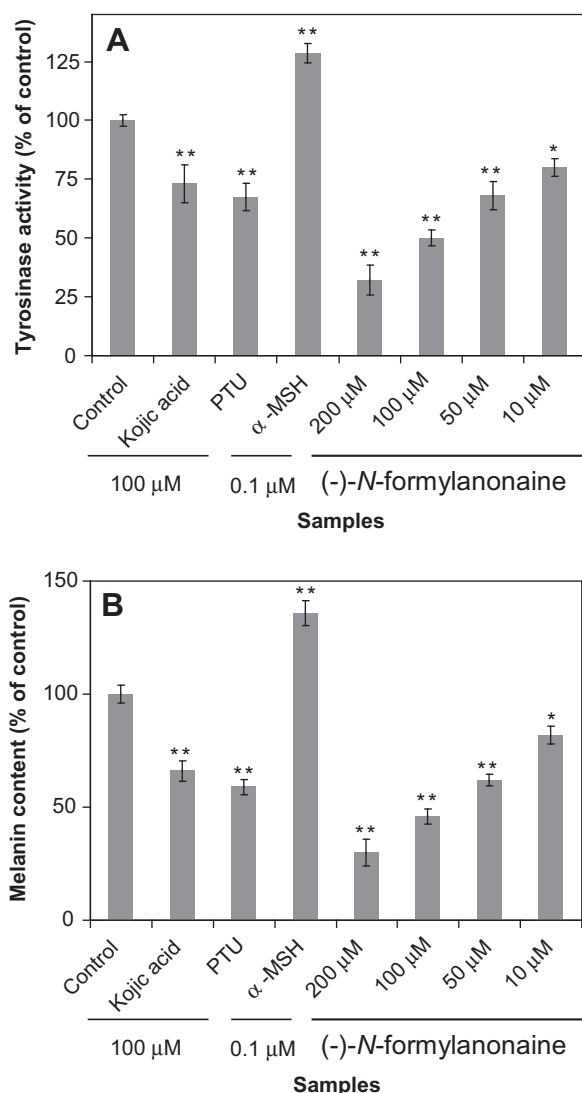 A
Tyrosinase activity (% of control)
125
100
75
50
25
0
**
**
**
**
**
**
*
Control
Kojic acid
PTU
α -MSH
200 μM
100 μM
50 μM
10 μM
100 μM
0.1 μM
(-)-N-formylanonaine
Samples
B
Melanin content (% of control)
150
100
50
0
**
**
**
**
**
**
*
Control
Kojic acid
PTU
α -MSH
200 μM
100 μM
50 μM
10 μM
100 μM
0.1 μM
(-)-N-formylanonaine
Samples